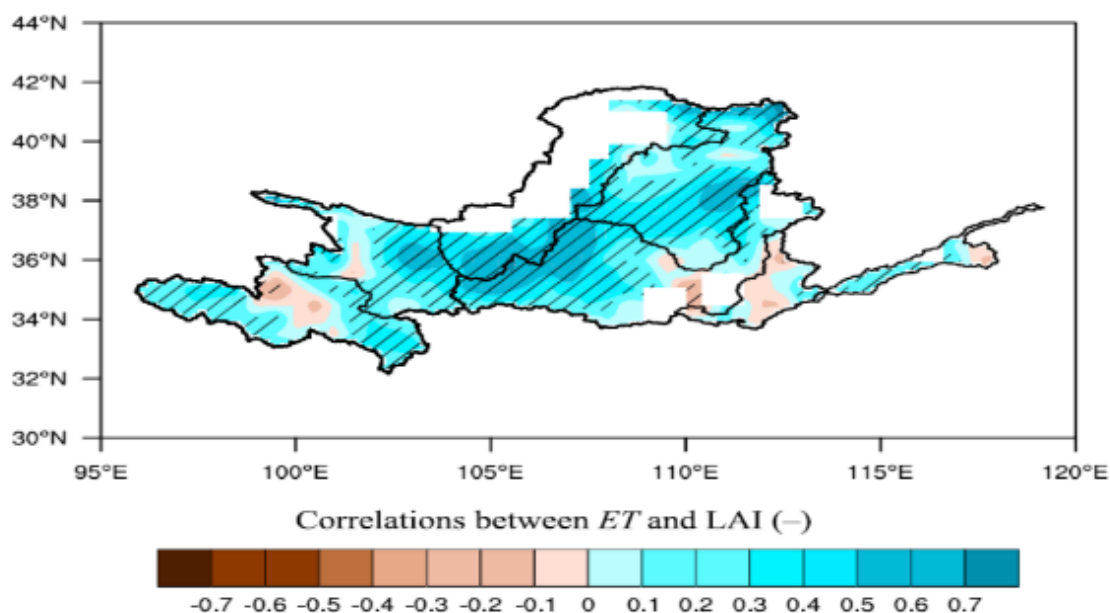 44°N
42°N
40°N
38°N
36°N
34°N
32°N
30°N
95°E 100°E 105°E 110°E 115°E 120°E
Correlations between ET and LAI (–)
-0.7 -0.6 -0.5 -0.4 -0.3 -0.2 -0.1 0 0.1 0.2 0.3 0.4 0.5 0.6 0.7